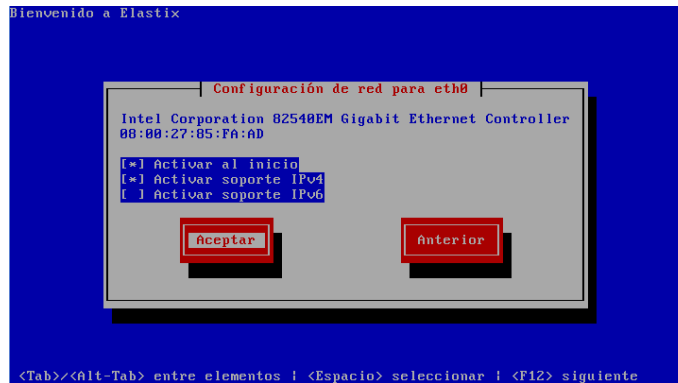 Bienvenido a Elastix
Configuración de red para eth0
Intel Corporation 82540EM Gigabit Ethernet Controller
08:00:27:85:FA:AD
[*] Activar al inicio
[*] Activar soporte IPv4
[ ] Activar soporte IPv6
Aceptar Anterior
<Tab>/<Alt-Tab> entre elementos | <Espacio> seleccionar | <F12> siguiente